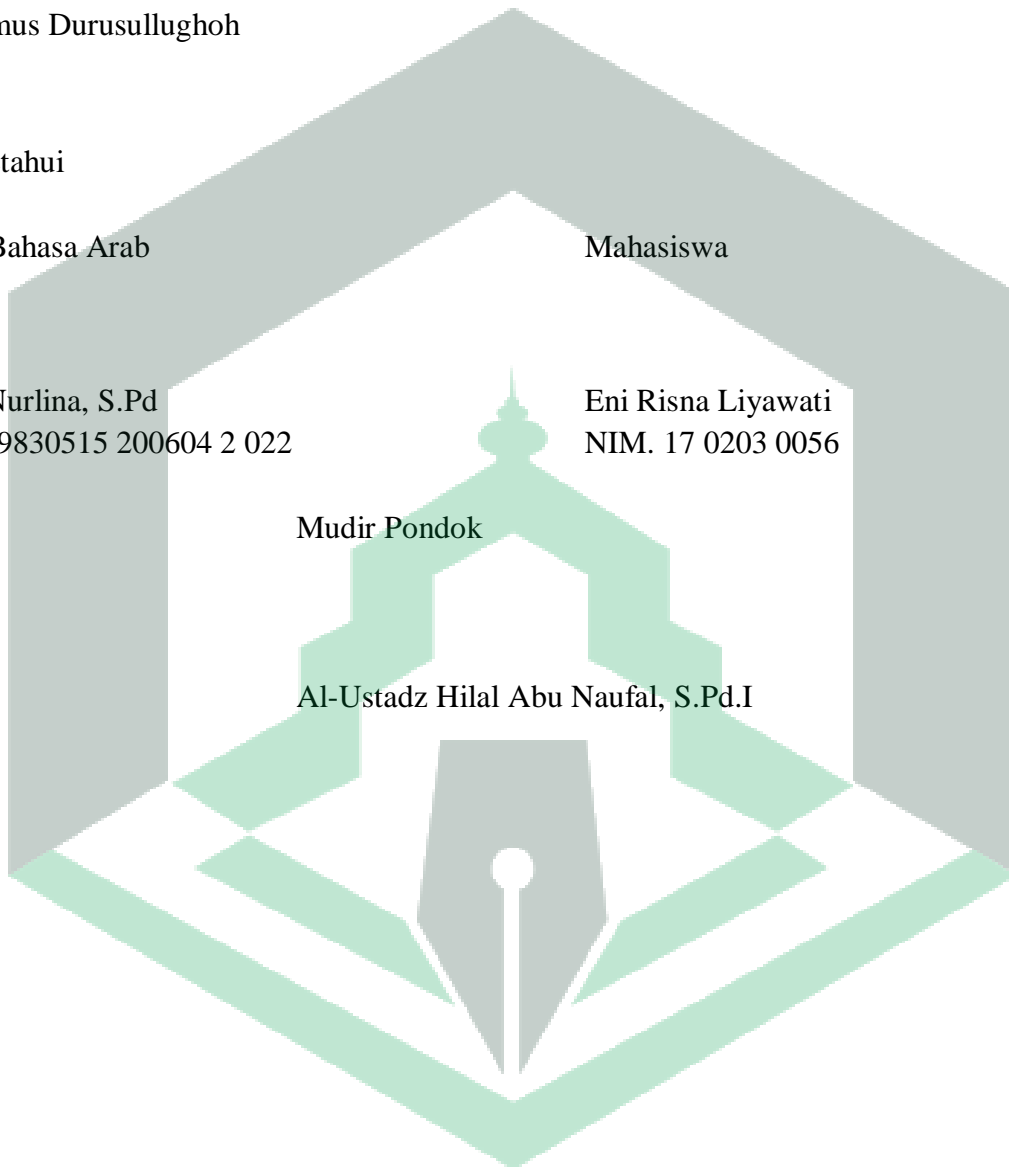 mus Durusullughoh
tahui
Bahasa Arab Mahasiswa
Nurlina, S.Pd Eni Risna Liyawati
9830515 200604 2 022 NIM. 17 0203 0056
Mudir Pondok
Al-Ustadz Hilal Abu Naufal, S.Pd.I